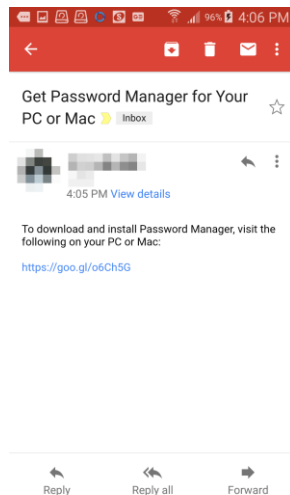 96% 4:06 PM
Get Password Manager for Your
PC or Mac Inbox
4:05 PM View details
To download and install Password Manager, visit the
following on your PC or Mac:
https://goo.gl/o6Ch5G
Reply Reply all Forward